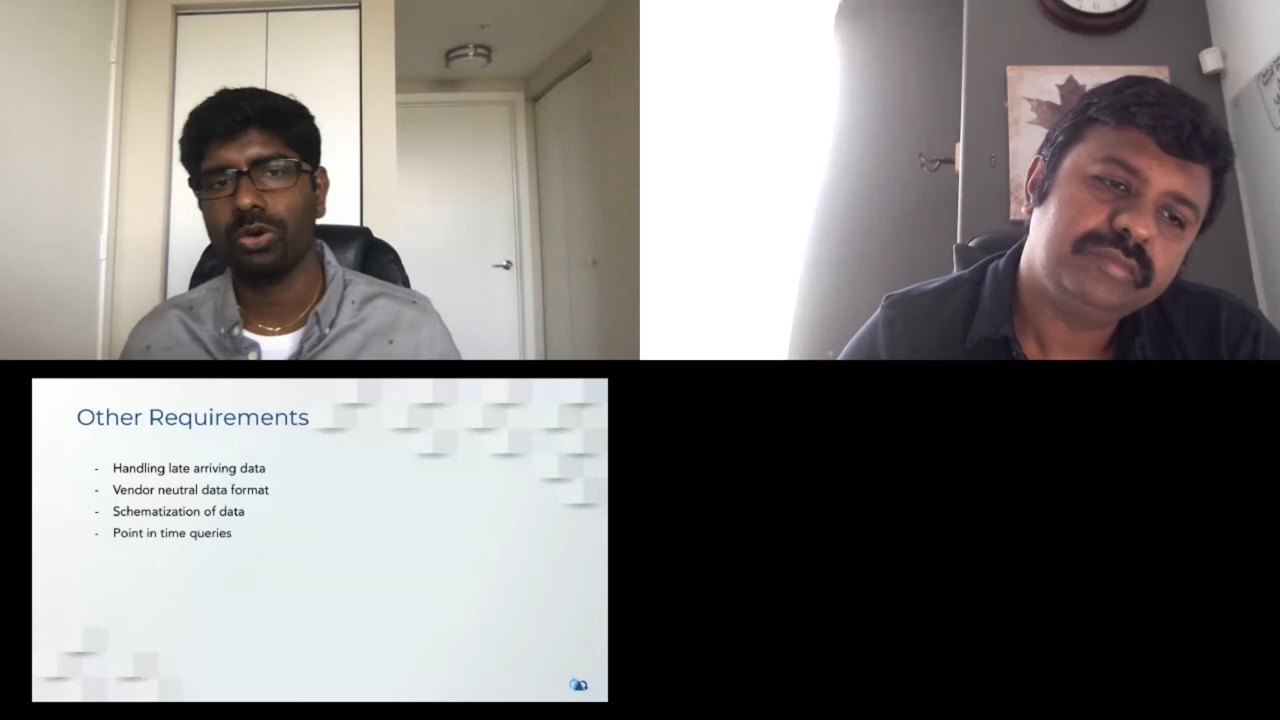 Other Requirements
- Handling late arriving data
- Vendor neutral data format
- Schematization of data
- Point in time queries